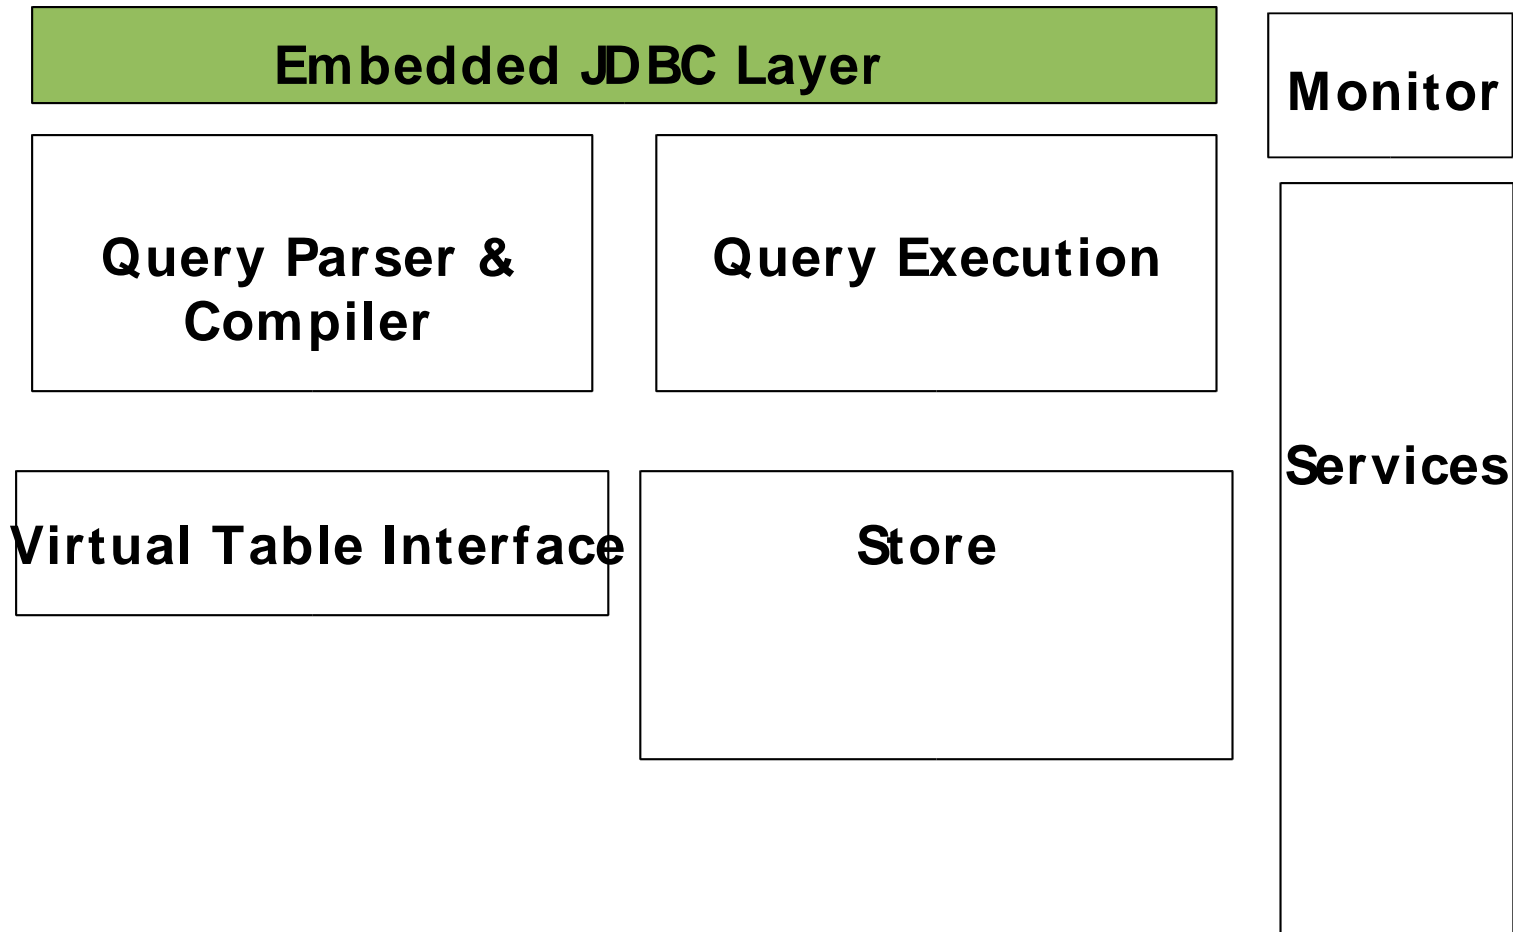 Embedded JDBC Layer
Monitor
Query Parser &
Compiler
Query Execution
Services
Virtual Table Interface
Store